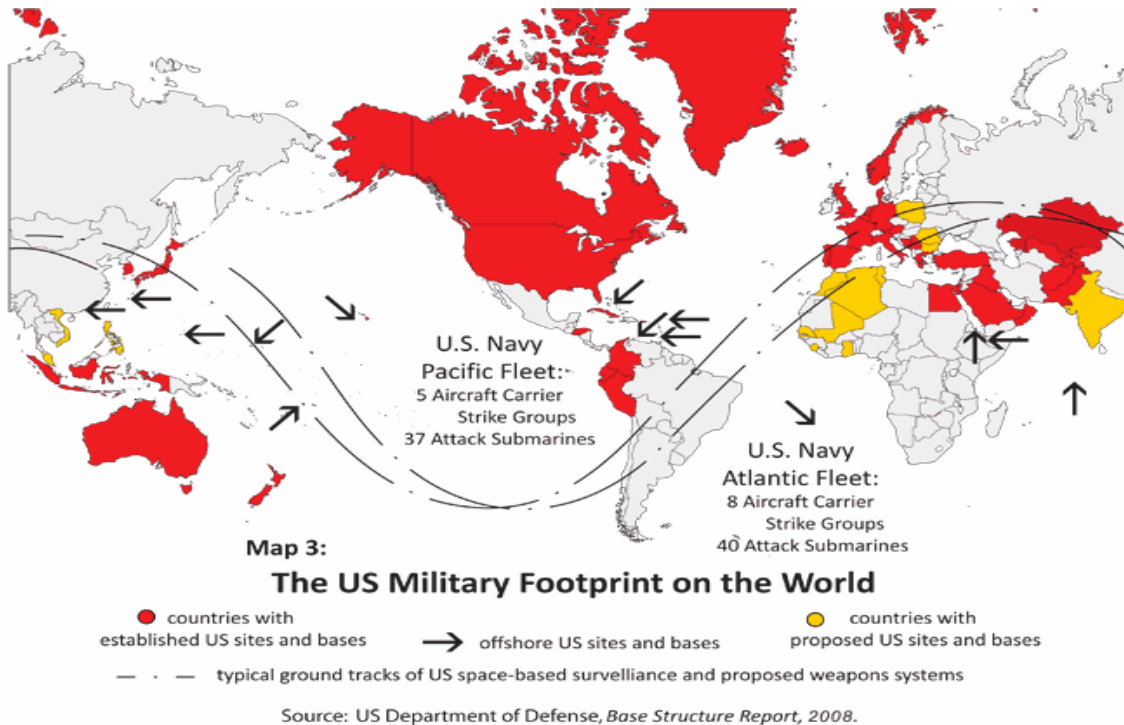 U.S. Navy
Pacific Fleet:
5 Aircraft Carrier
Strike Groups
37 Attack Submarines
U.S. Navy
Atlantic Fleet:
8 Aircraft Carrier
Strike Groups
40 Attack Submarines
Map 3:
The US Military Footprint on the World
countries with
established US sites and bases
offshore US sites and bases
countries with
proposed US sites and bases
typical ground tracks of US space-based survelliance and proposed weapons systems
Source: US Department of Defense, Base Structure Report, 2008.